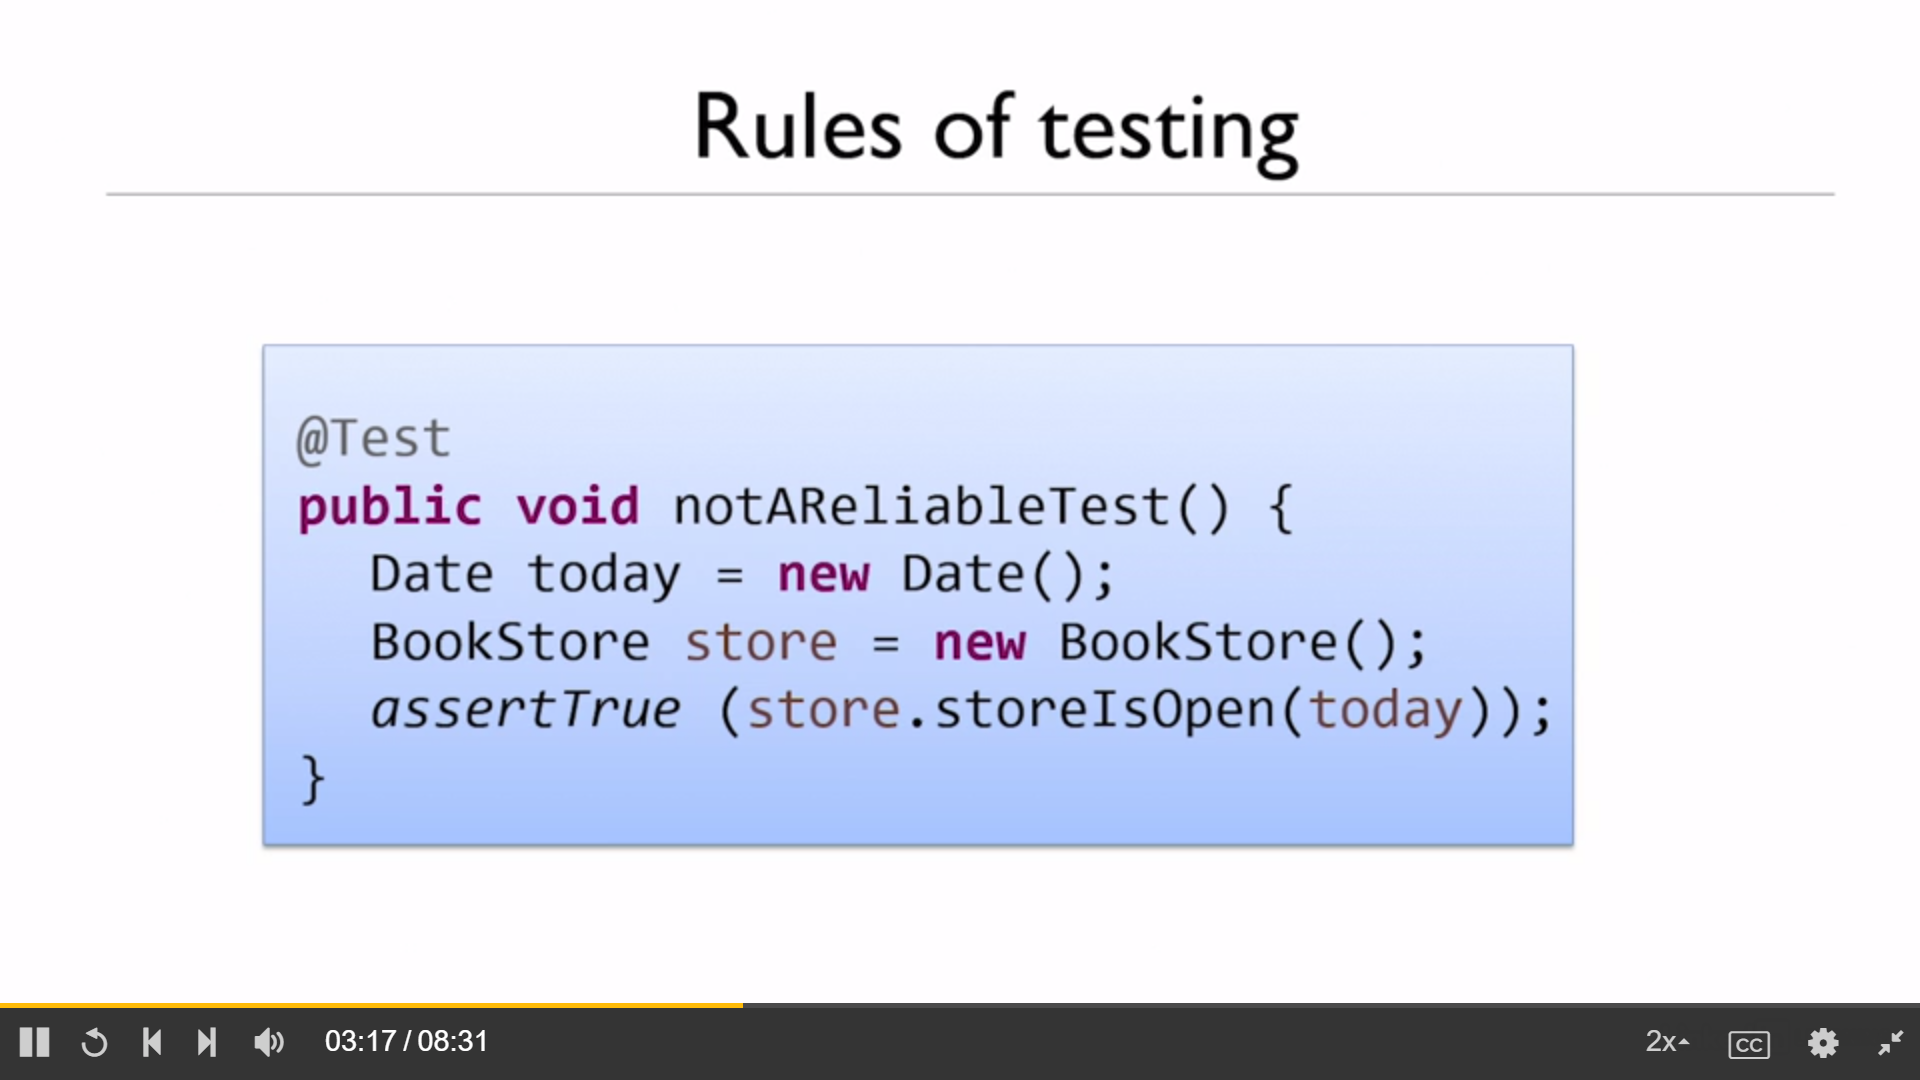 Rules of testing
@Test
public void notAReliableTest() {
Date today = new Date();
BookStore store = new BookStore();
assertTrue (store.storeIsOpen(today));
}
03:17 / 08:31
2x
CC